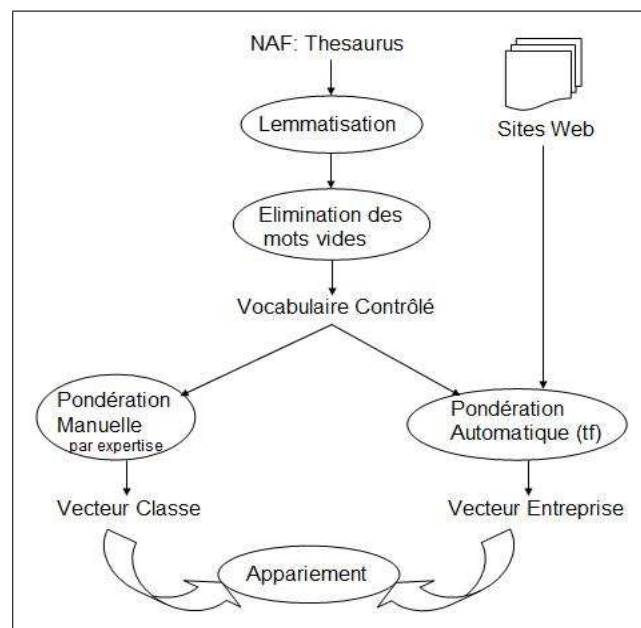 NAF: Thesaurus
Lemmatisation
Sites Web
Elimination des
mots vides
Vocabulaire Contrôlé
Pondération
Manuelle
par expertise
Pondération
Automatique (tf)
Vecteur Classe
Vecteur Entreprise
Appariement